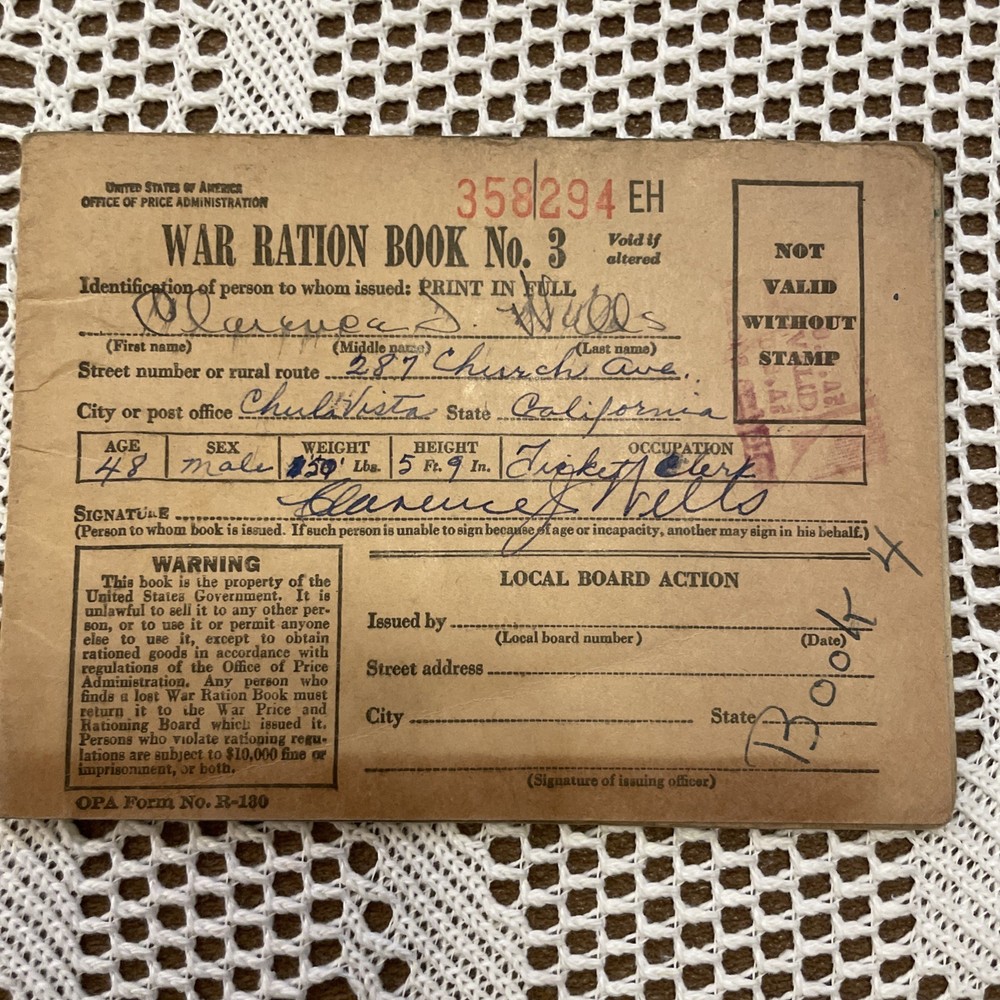 UNITED STATES OF AMERICA
OFFICE OF PRICE ADMINISTRATION
358294 EH
WAR RATION BOOK No. 3
Void if
altered
NOT
VALID
WITHOUT
STAMP
Identification of person to whom issued: PRINT IN FULL
Clarence J. Wells
(First name) (Middle name) (Last name)
Street number or rural route 287 Church Ave.
City or post office Chula Vista State California
AGE SEX WEIGHT HEIGHT OCCUPATION
48 male 150 Lbs. 5 Ft. 9 In. Ticket Clerk
SIGNATURE Clarence J Wells
(Person to whom book is issued. If such person is unable to sign because of age or incapacity, another may sign in his behalf.)
WARNING
This book is the property of the
United States Government. It is
unlawful to sell it to any other per-
son, or to use it or permit anyone
else to use it, except to obtain
rationed goods in accordance with
regulations of the Office of Price
Administration. Any person who
finds a lost War Ration Book must
return it to the War Price and
Rationing Board which issued it.
Persons who violate rationing regu-
lations are subject to $10,000 fine or
imprisonment, or both.
LOCAL BOARD ACTION
Issued by
(Local board number) (Date)
Street address
City State
(Signature of issuing officer)
Book 4
OPA Form No. R-130